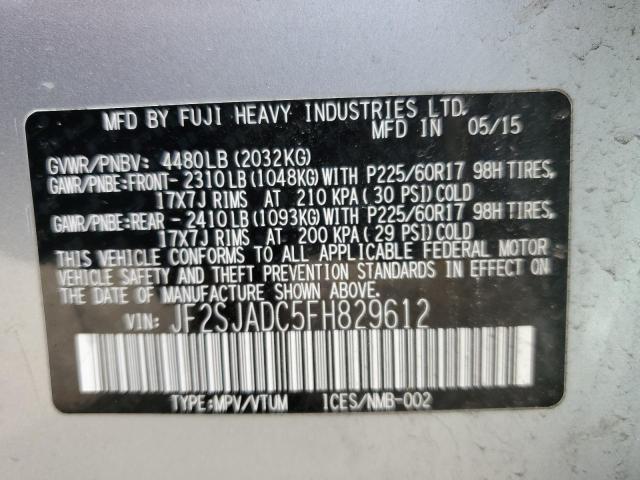 MFD BY FUJI HEAVY INDUSTRIES LTD.
MFD IN 05/15
GVWR/PNBV: 4480LB (2032KG)
GAWR/PNBE:FRONT-2310LB (1048KG) WITH P225/60R17 98H TIRES,
17X7J RIMS AT 210 KPA (30 PSI) COLD
GAWR/PNBE:REAR - 2410LB (1093KG) WITH P225/60R17 98H TIRES,
17X7J RIMS AT 200 KPA (29 PSI) COLD
THIS VEHICLE CONFORMS TO ALL APPLICABLE FEDERAL MOTOR
VEHICLE SAFETY AND THEFT PREVENTION STANDARDS IN EFFECT ON
THE DATE OF MANUFACTURE SHOWN ABOVE.
VIN: JF2SJADC5FH829612
TYPE:MPV/VTUM ICES/NMB-002